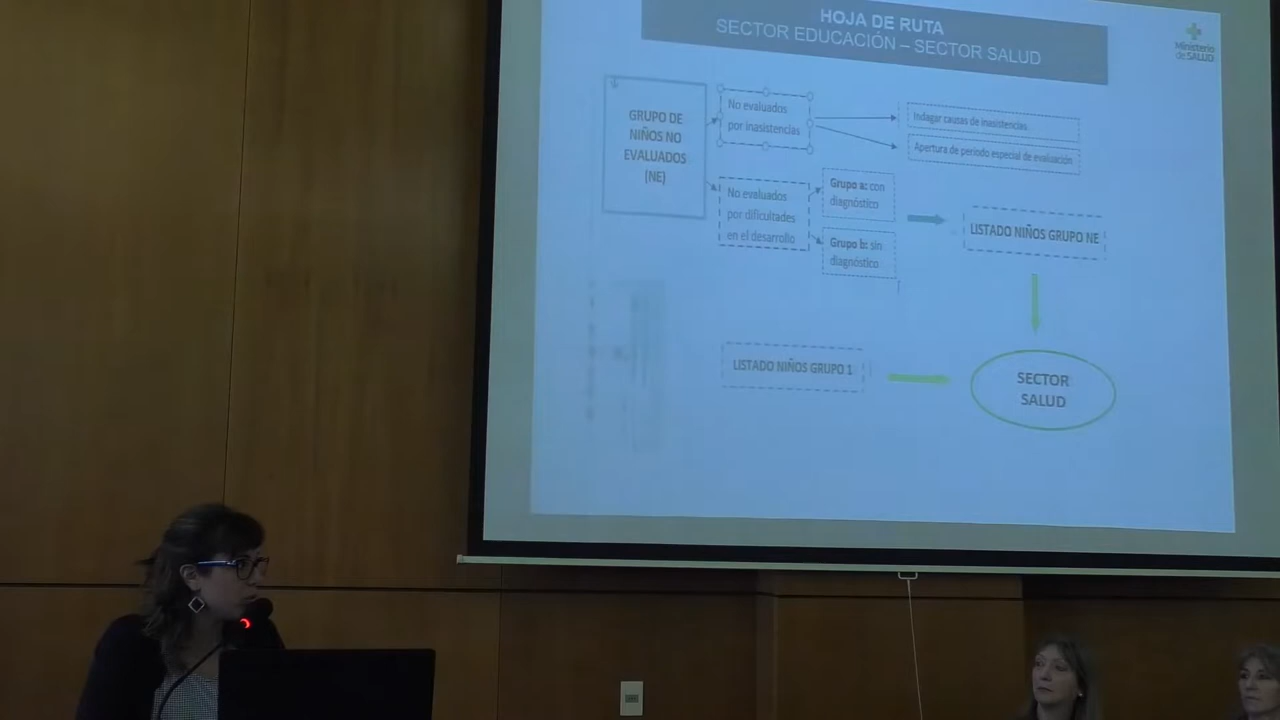 HOJA DE RUTA
SECTOR EDUCACIÓN – SECTOR SALUD
Ministerio
de SALUD
GRUPO DE
NIÑOS NO
EVALUADOS
(NE)
No evaluados
por inasistencias
Indagar causas de inasistencias
Apertura de periodo especial de evaluación
No evaluados
por dificultades
en el desarrollo
Grupo a: con
diagnóstico
Grupo b: sin
diagnóstico
LISTADO NIÑOS GRUPO NE
LISTADO NIÑOS GRUPO 1
SECTOR
SALUD